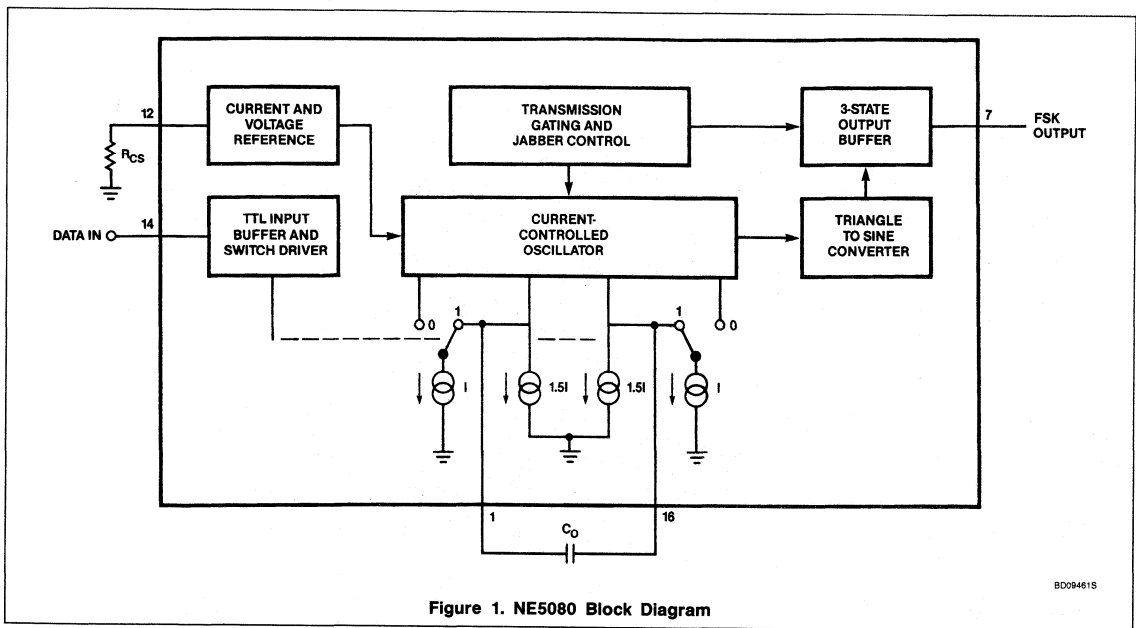 12
CURRENT AND
VOLTAGE
REFERENCE
TRANSMISSION
GATING AND
JABBER CONTROL
3-STATE
OUTPUT
BUFFER
7
FSK
OUTPUT
RCS
14
DATA IN
TTL INPUT
BUFFER AND
SWITCH DRIVER
CURRENT-
CONTROLLED
OSCILLATOR
TRIANGLE
TO SINE
CONVERTER
0
1
1
0
I
1.5I
1.5I
I
1
16
CO
BD09461S
Figure 1. NE5080 Block Diagram